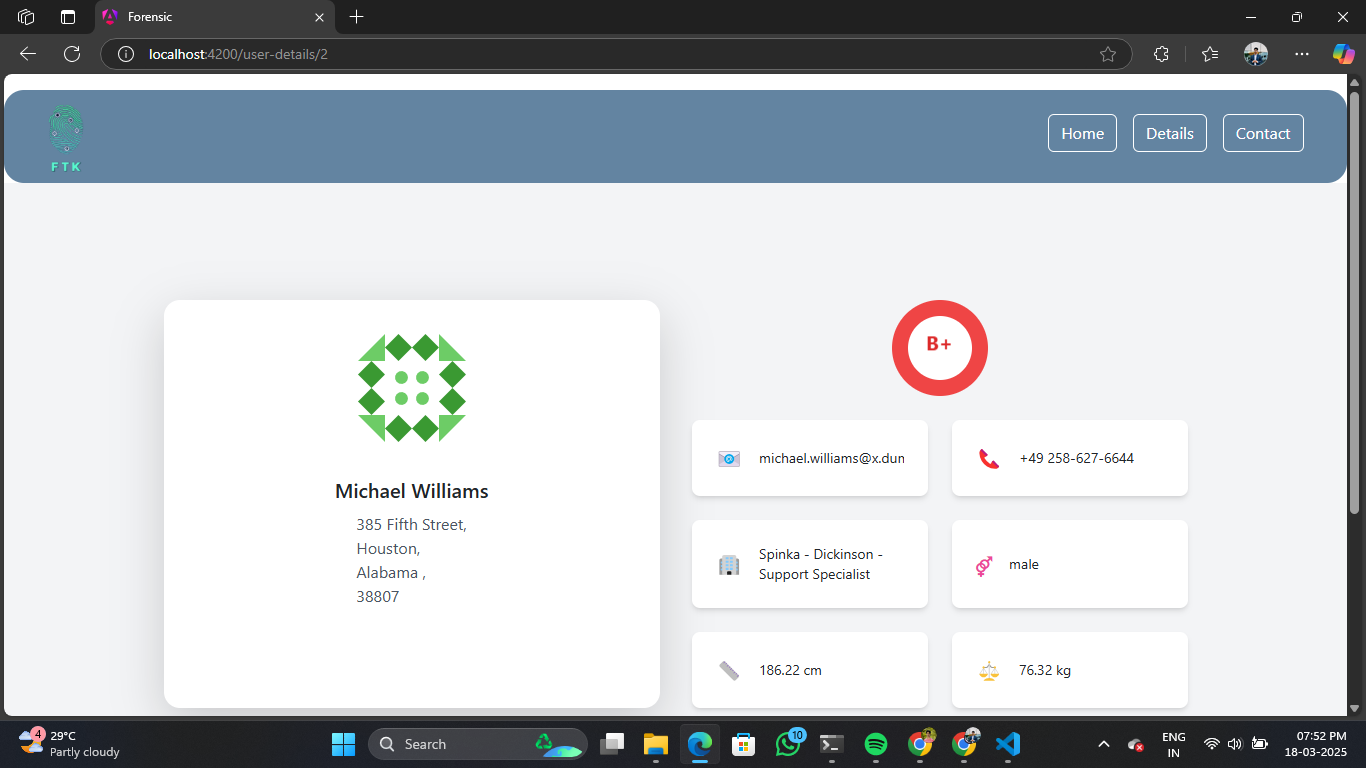 Forensic
localhost:4200/user-details/2
FTK
Home
Details
Contact
B+
Michael Williams
385 Fifth Street,
Houston,
Alabama ,
38807
michael.williams@x.dum
+49 258-627-6644
Spinka - Dickinson -
Support Specialist
male
186.22 cm
76.32 kg
4
29°C
Partly cloudy
Search
10
ENG
IN
07:52 PM
18-03-2025